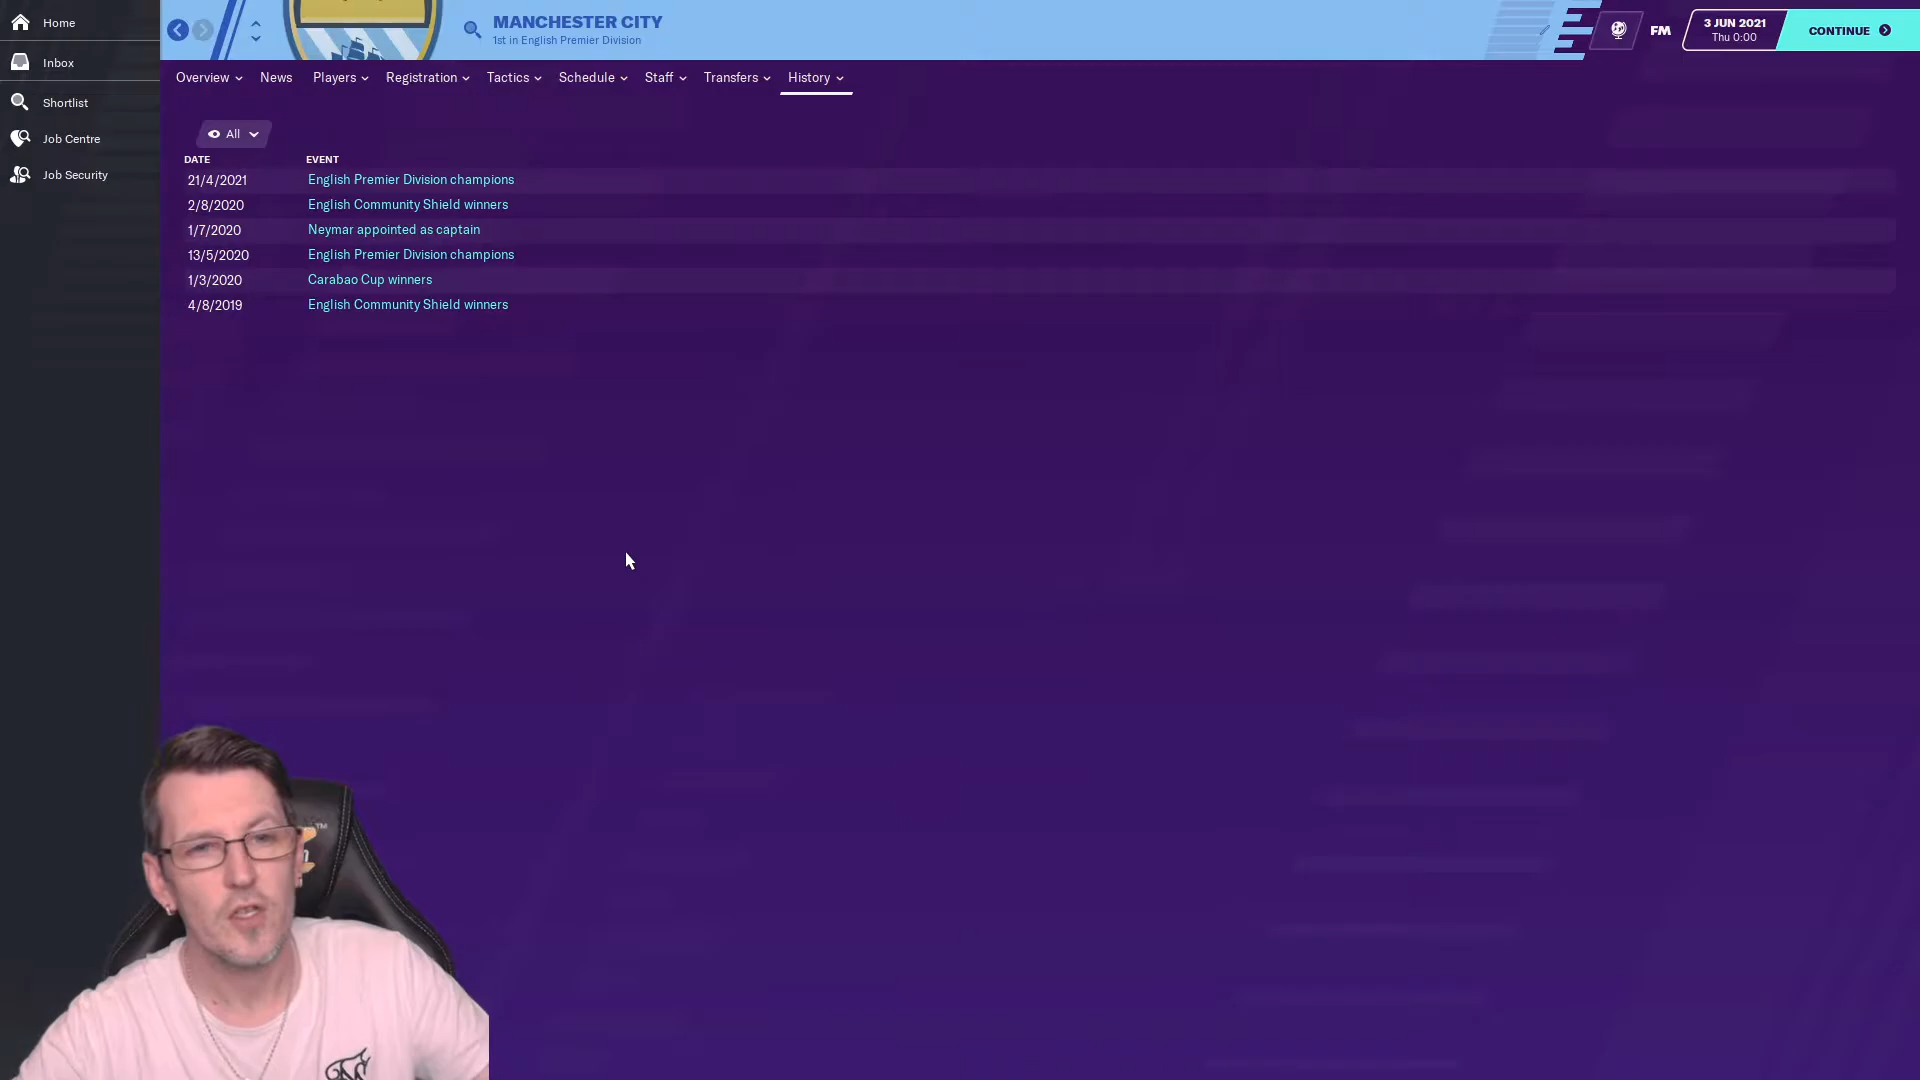 Home
Inbox
Shortlist
Job Centre
Job Security
MANCHESTER CITY
1st in English Premier Division
FM
3 JUN 2021
Thu 0:00
CONTINUE
Overview News Players Registration Tactics Schedule Staff Transfers History
All
DATE EVENT
21/4/2021 English Premier Division champions
2/8/2020 English Community Shield winners
1/7/2020 Neymar appointed as captain
13/5/2020 English Premier Division champions
1/3/2020 Carabao Cup winners
4/8/2019 English Community Shield winners
TM